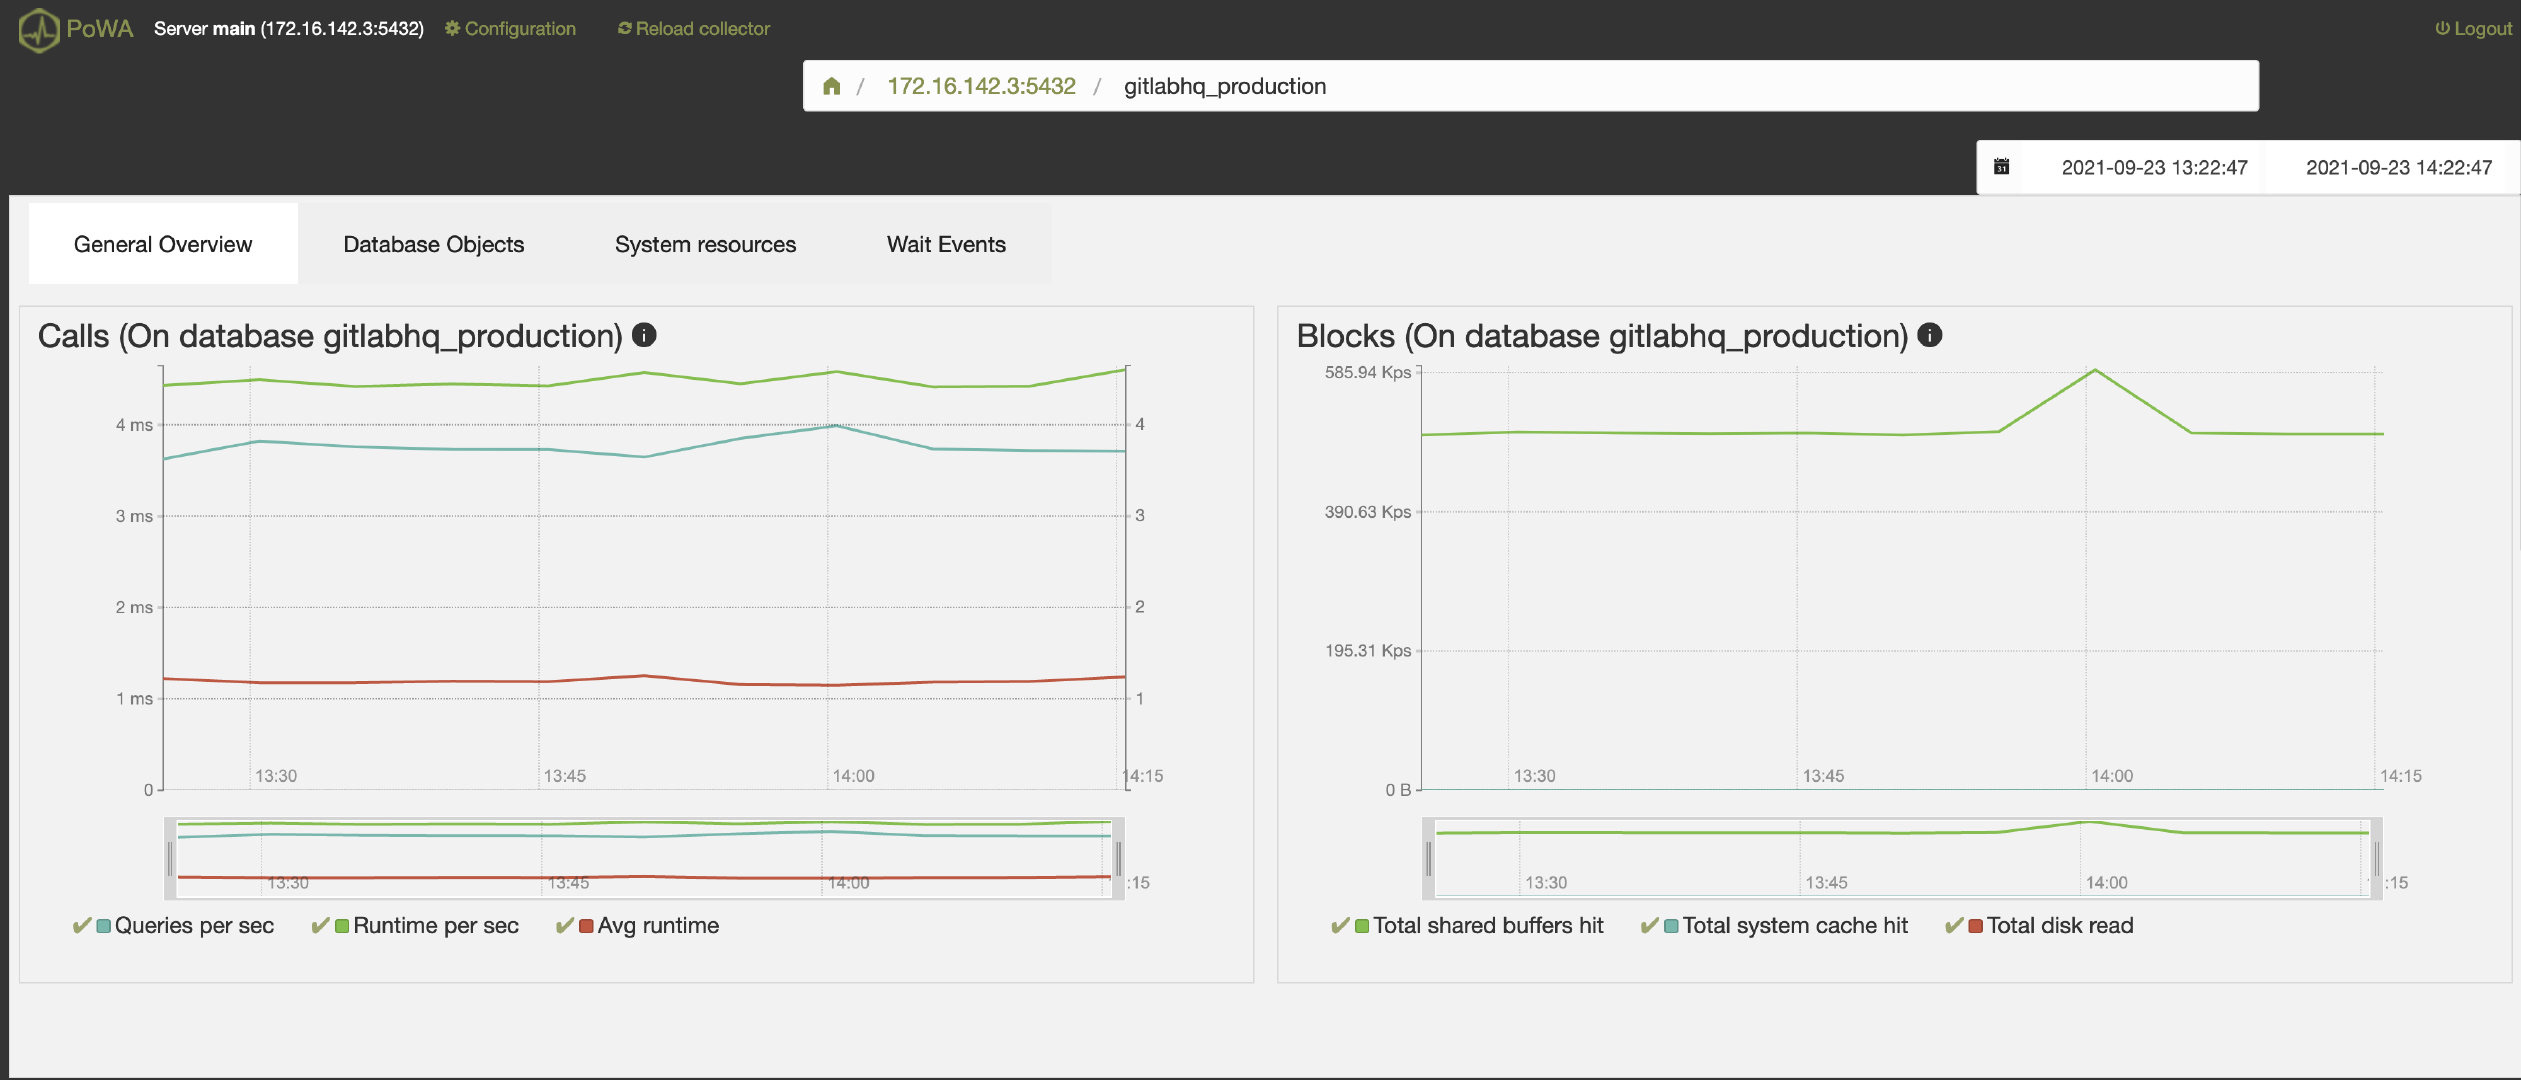 PoWA Server main (172.16.142.3:5432) Configuration Reload collector Logout
/ 172.16.142.3:5432 / gitlabhq_production
31 2021-09-23 13:22:47 2021-09-23 14:22:47
General Overview Database Objects System resources Wait Events
Calls (On database gitlabhq_production) i
4 ms 4
3 ms 3
2 ms 2
1 ms 1
13:30 13:45 14:00 14:15
0
13:30 13:45 14:00 :15
Queries per sec Runtime per sec Avg runtime
Blocks (On database gitlabhq_production) i
585.94 Kps
390.63 Kps
195.31 Kps
13:30 13:45 14:00 14:15
0 B
13:30 13:45 14:00 :15
Total shared buffers hit Total system cache hit Total disk read